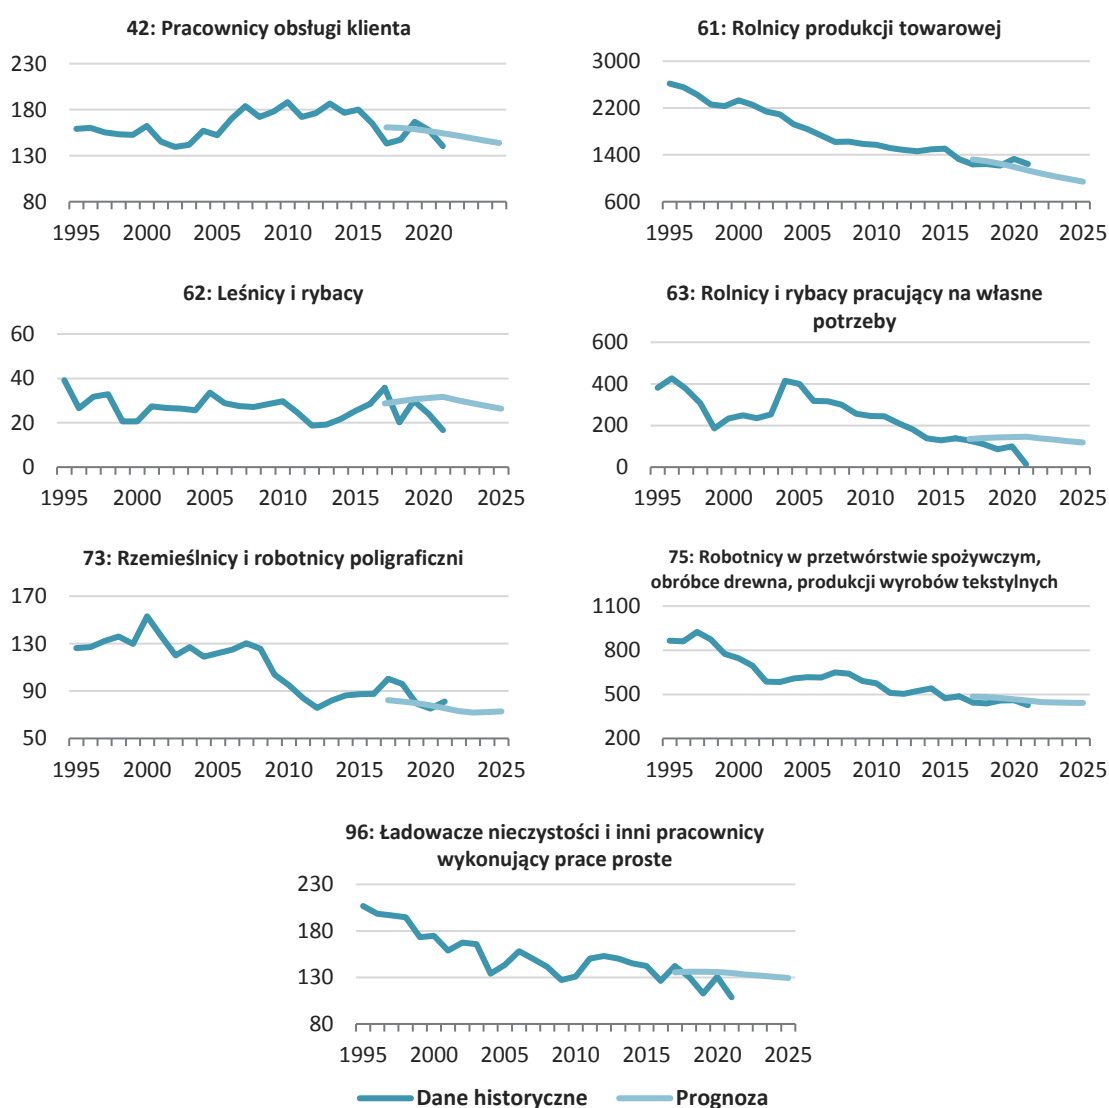 42: Pracownicy obsługi klienta
230
180
130
80
1995 2000 2005 2010 2015 2020
61: Rolnicy produkcji towarowej
3000
2200
1400
600
1995 2000 2005 2010 2015 2020 2025
62: Leśnicy i rybacy
60
40
20
0
1995 2000 2005 2010 2015 2020 2025
63: Rolnicy i rybacy pracujący na własne
potrzeby
600
400
200
0
1995 2000 2005 2010 2015 2020 2025
73: Rzemieślnicy i robotnicy poligraficzni
170
130
90
50
1995 2000 2005 2010 2015 2020 2025
75: Robotnicy w przetwórstwie spożywczym,
obróbce drewna, produkcji wyrobów tekstylnych
1100
800
500
200
1995 2000 2005 2010 2015 2020 2025
96: Ładowacze nieczystości i inni pracownicy
wykonujący prace proste
230
180
130
80
1995 2000 2005 2010 2015 2020 2025
Dane historyczne Prognoza